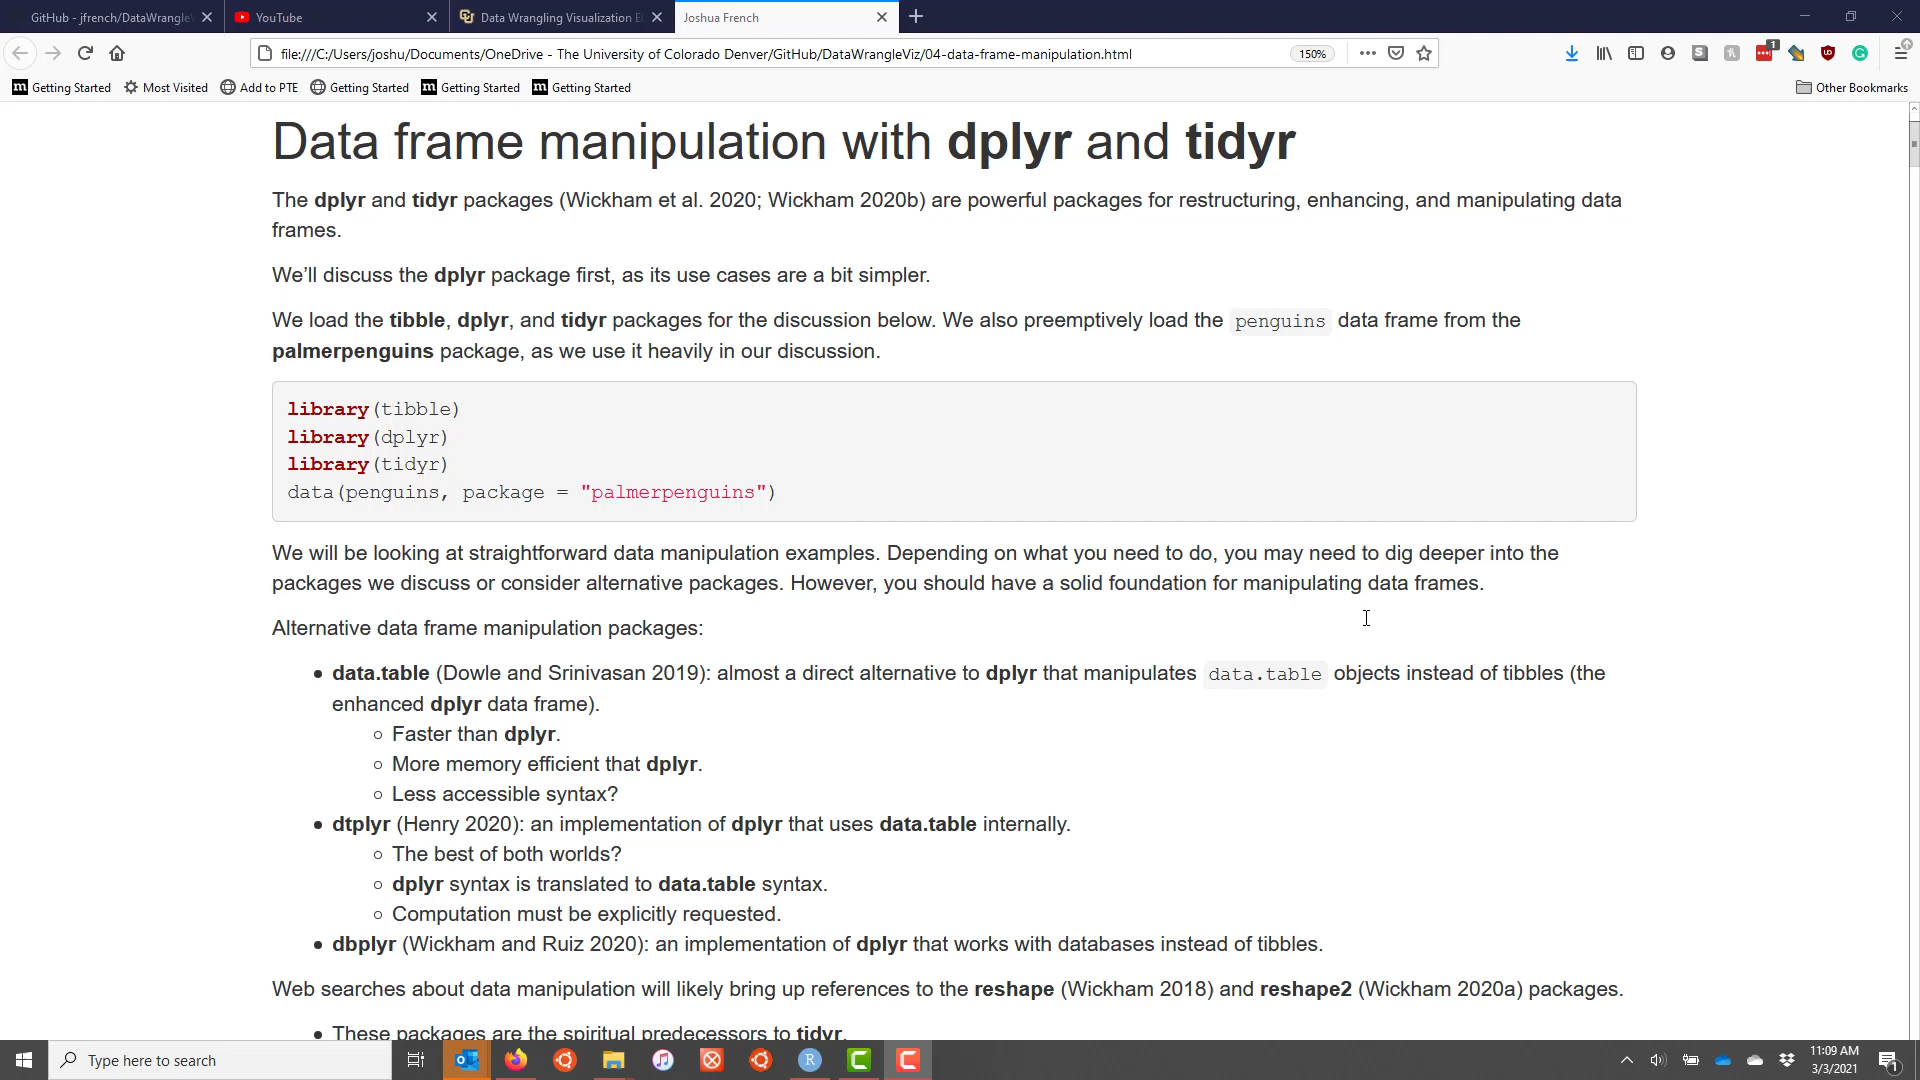 GitHub - jfrench/DataWrangle
YouTube
Data Wrangling Visualization
Joshua French
file:///C:/Users/joshu/Documents/OneDrive - The University of Colorado Denver/GitHub/DataWrangleViz/04-data-frame-manipulation.html
150%
1
Getting Started
Most Visited
Add to PTE
Getting Started
Getting Started
Getting Started
Other Bookmarks
Data frame manipulation with dplyr and tidyr
The dplyr and tidyr packages (Wickham et al. 2020; Wickham 2020b) are powerful packages for restructuring, enhancing, and manipulating data
frames.
We’ll discuss the dplyr package first, as its use cases are a bit simpler.
We load the tibble, dplyr, and tidyr packages for the discussion below. We also preemptively load the penguins data frame from the
palmerpenguins package, as we use it heavily in our discussion.
library(tibble)
library(dplyr)
library(tidyr)
data(penguins, package = "palmerpenguins")
We will be looking at straightforward data manipulation examples. Depending on what you need to do, you may need to dig deeper into the
packages we discuss or consider alternative packages. However, you should have a solid foundation for manipulating data frames.
Alternative data frame manipulation packages:
• data.table (Dowle and Srinivasan 2019): almost a direct alternative to dplyr that manipulates data.table objects instead of tibbles (the
enhanced dplyr data frame).
○ Faster than dplyr.
○ More memory efficient that dplyr.
○ Less accessible syntax?
• dtplyr (Henry 2020): an implementation of dplyr that uses data.table internally.
○ The best of both worlds?
○ dplyr syntax is translated to data.table syntax.
○ Computation must be explicitly requested.
• dbplyr (Wickham and Ruiz 2020): an implementation of dplyr that works with databases instead of tibbles.
Web searches about data manipulation will likely bring up references to the reshape (Wickham 2018) and reshape2 (Wickham 2020a) packages.
• These packages are the spiritual predecessors to tidyr.
Type here to search
11:09 AM
3/3/2021
1